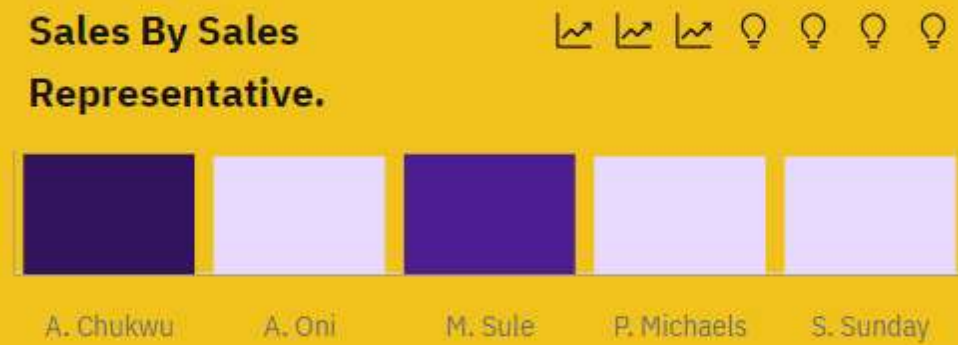 Sales By Sales
Representative.
A. Chukwu A. Oni M. Sule P. Michaels S. Sunday